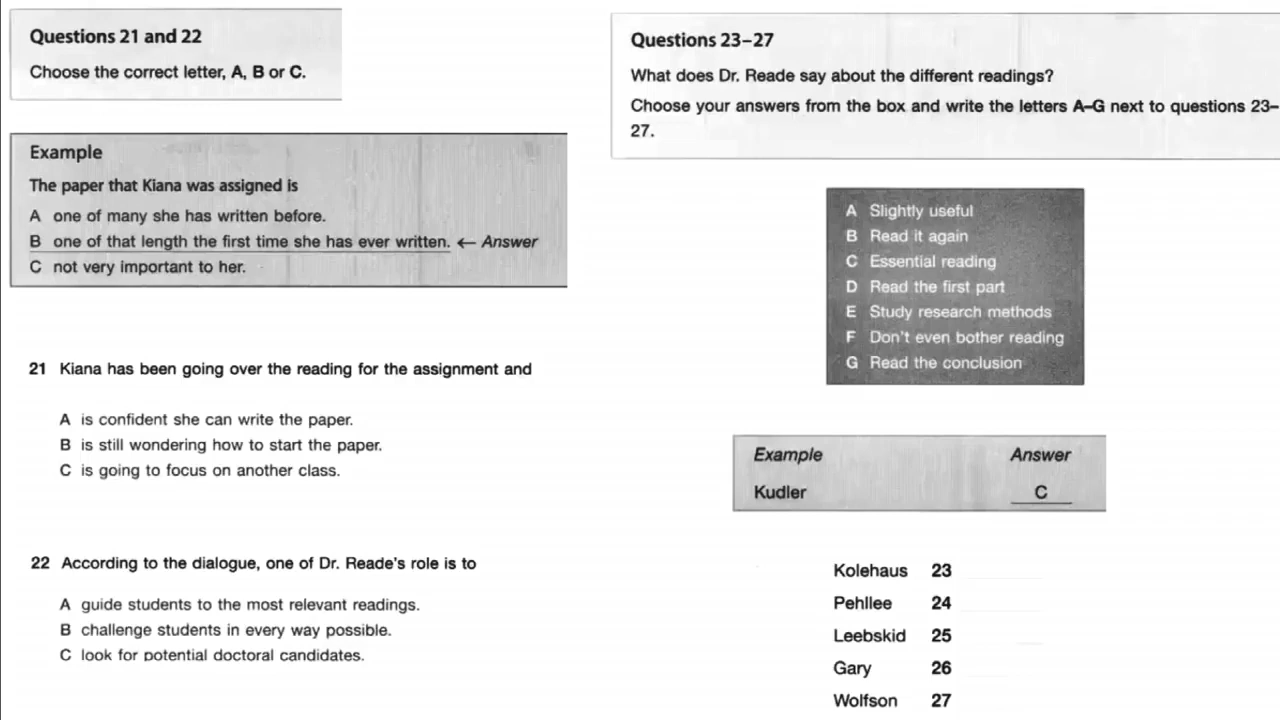 Questions 21 and 22
Choose the correct letter, A, B or C.
Example
The paper that Kiana was assigned is
A one of many she has written before.
B one of that length the first time she has ever written. ← Answer
C not very important to her.
21 Kiana has been going over the reading for the assignment and
A is confident she can write the paper.
B is still wondering how to start the paper.
C is going to focus on another class.
22 According to the dialogue, one of Dr. Reade's role is to
A guide students to the most relevant readings.
B challenge students in every way possible.
C look for potential doctoral candidates.
Questions 23–27
What does Dr. Reade say about the different readings?
Choose your answers from the box and write the letters A–G next to questions 23–
27.
A Slightly useful
B Read it again
C Essential reading
D Read the first part
E Study research methods
F Don't even bother reading
G Read the conclusion
Example Answer
Kudler C
Kolehaus 23
Pehllee 24
Leebskid 25
Gary 26
Wolfson 27